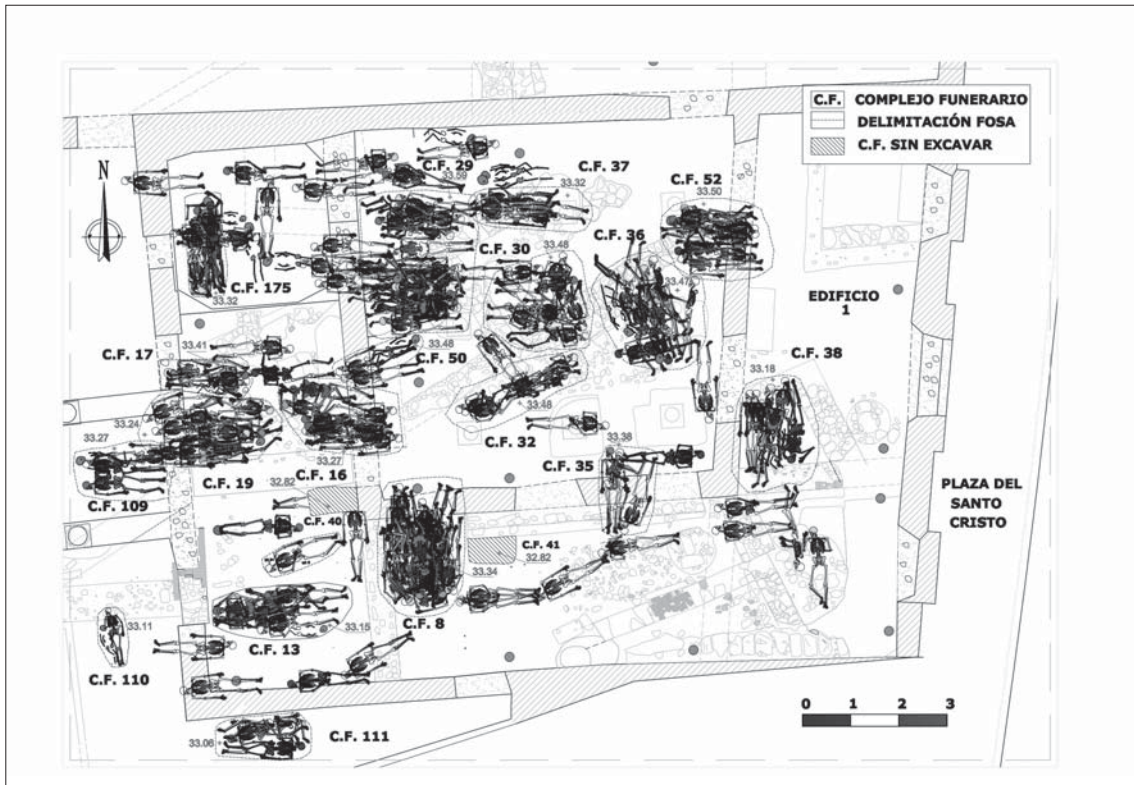 C.F. COMPLEJO FUNERARIO
DELIMITACIÓN FOSA
C.F. SIN EXCAVAR
N
C.F. 29
33.59
C.F. 37
33.32
C.F. 52
33.50
C.F. 30
33.48
C.F. 36
33.47
C.F. 175
33.32
EDIFICIO
1
C.F. 17
33.41
33.48
C.F. 50
C.F. 38
33.18
33.24
33.27
33.48
C.F. 32
33.27
C.F. 16
33.38
C.F. 35
C.F. 19
32.82
C.F. 109
C.F. 40
PLAZA DEL
SANTO
CRISTO
C.F. 41
32.82
33.34
33.11
33.15
C.F. 8
C.F. 13
C.F. 110
0 1 2 3
33.06
C.F. 111